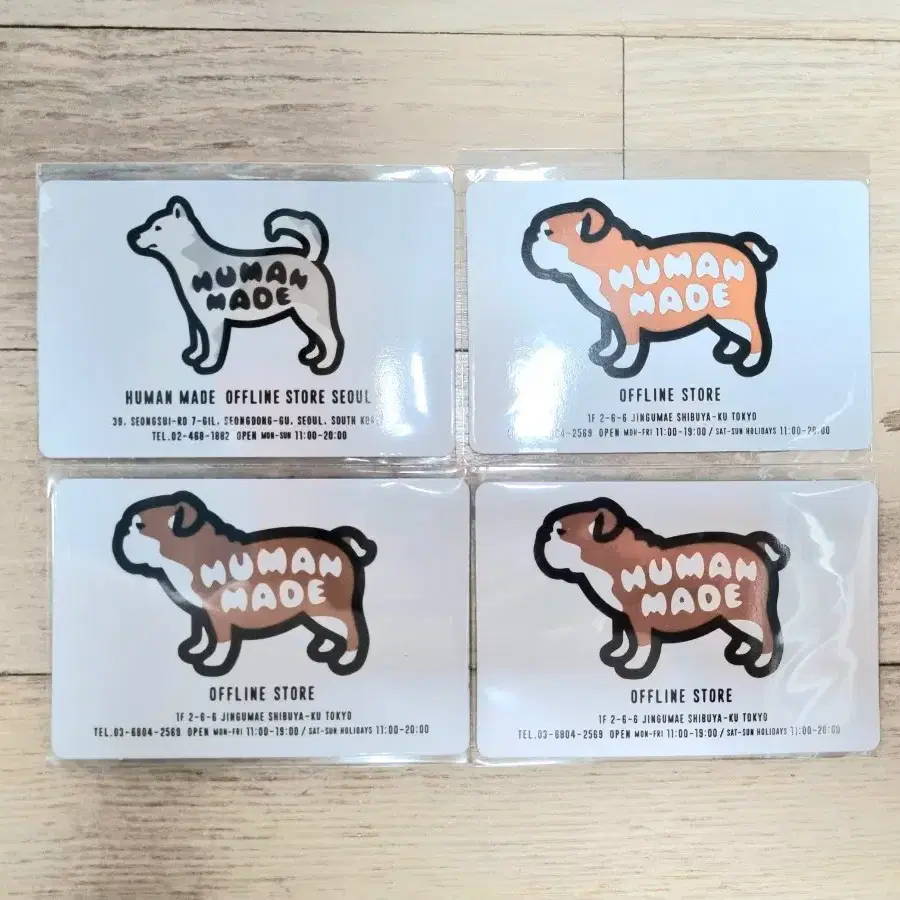 HUMAN
MADE
HUMAN MADE OFFLINE STORE SEOUL
39, SEONGSUI-RO 7-GIL, SEONGDONG-GU, SEOUL, SOUTH
TEL.02-460-1882 OPEN MON-SUN 11:00-20:00
HUMAN
MADE
OFFLINE STORE
1F 2-6-6 JINGUMAE SHIBUYA-KU TOKYO
-2569 OPEN MON-FRI 11:00-19:00 / SAT-SUN HOLIDAYS 11:00-20:00
HUMAN
MADE
OFFLINE STORE
1F 2-6-6 JINGUMAE SHIBUYA-KU TOKYO
TEL.03-6804-2569 OPEN MON-FRI 11:00-19:00 / SAT-SUN HOLIDAYS 11:00-20:00
HUMAN
MADE
OFFLINE STORE
1F 2-6-6 JINGUMAE SHIBUYA-KU TOKYO
TEL.03-6804-2569 OPEN MON-FRI 11:00-19:00 / SAT-SUN HOLIDAYS 11:00-20:00